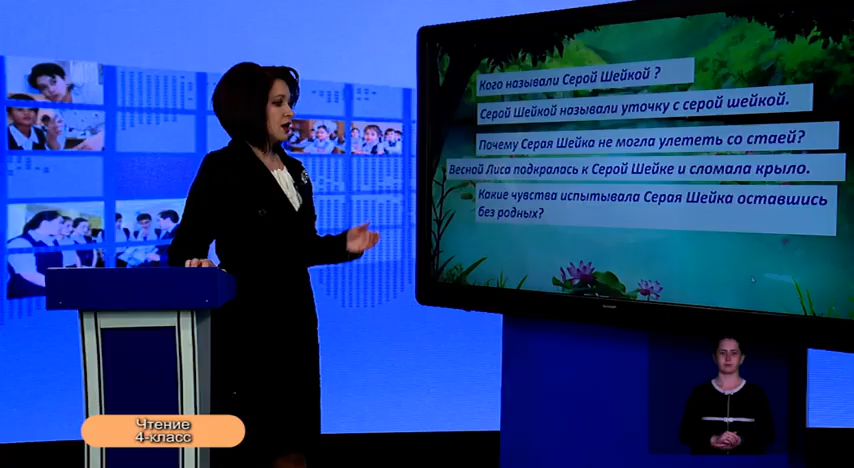 Кого называли Серой Шейкой ?
Серой Шейкой называли уточку с серой шейкой.
Почему Серая Шейка не могла улететь со стаей?
Весной Лиса подкралась к Серой Шейке и сломала крыло.
Какие чувства испытывала Серая Шейка оставшись
без родных?
Чтение
4-класс